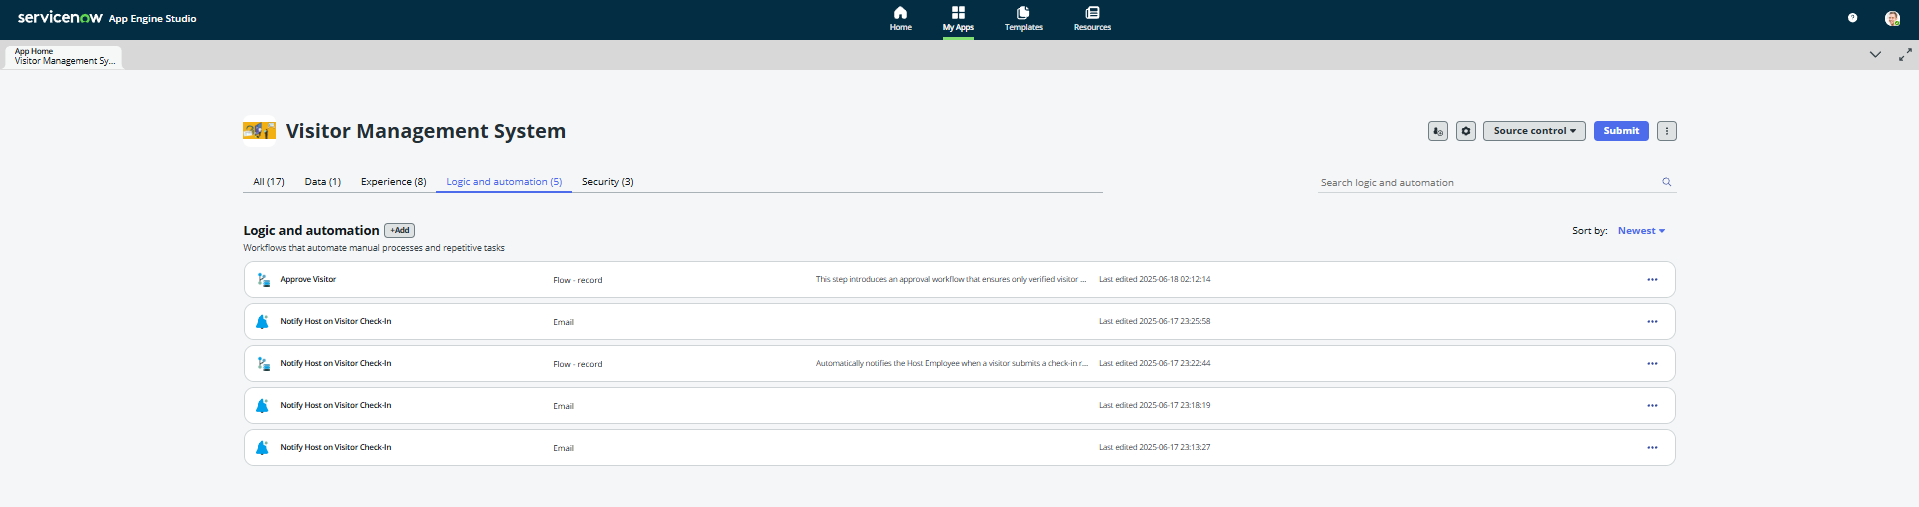 servicenow App Engine Studio
Home
My Apps
Templates
Resources
App Home
Visitor Management Sy...
Visitor Management System
Source control
Submit
All (17)
Data (1)
Experience (8)
Logic and automation (5)
Security (3)
Search logic and automation
Logic and automation +Add
Sort by: Newest
Workflows that automate manual processes and repetitive tasks
Approve Visitor Flow - record This step introduces an approval workflow that ensures only verified visitor ... Last edited 2025-06-18 02:12:14
Notify Host on Visitor Check-In Email Last edited 2025-06-17 23:25:58
Notify Host on Visitor Check-In Flow - record Automatically notifies the Host Employee when a visitor submits a check-in r... Last edited 2025-06-17 23:22:44
Notify Host on Visitor Check-In Email Last edited 2025-06-17 23:18:19
Notify Host on Visitor Check-In Email Last edited 2025-06-17 23:13:27